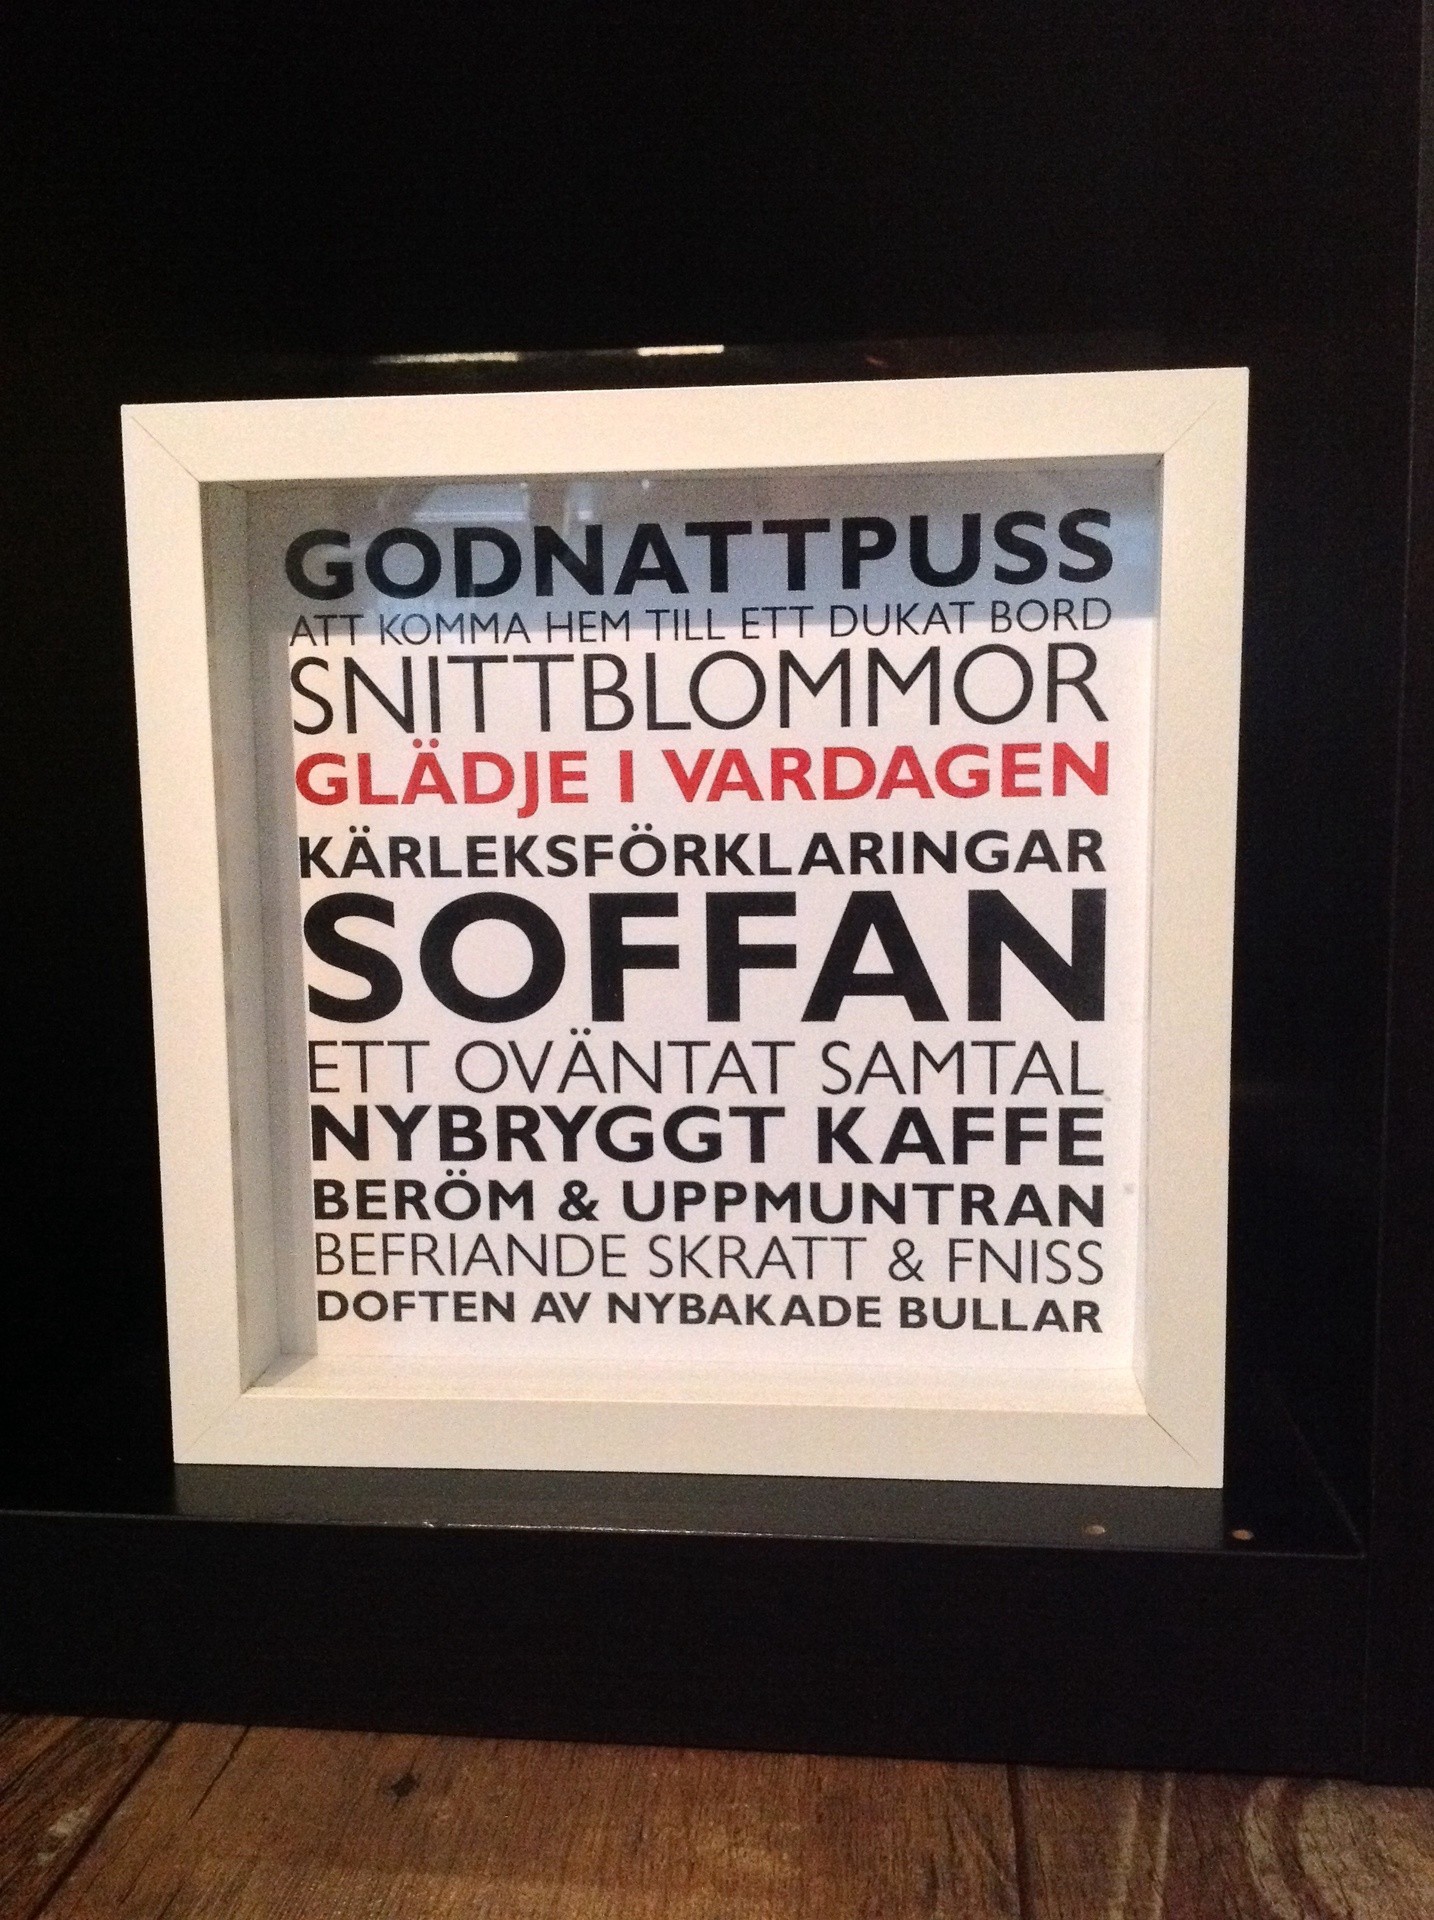 GODNATTPUSS
ATT KOMMA HEM TILL ETT DUKAT BORD
SNITTBLOMMOR
GLÄDJE I VARDAGEN
KÄRLEKSFÖRKLARINGAR
SOFFAN
ETT OVÄNTAT SAMTAL
NYBRYGGT KAFFE
BERÖM & UPPMUNTRAN
BEFRIANDE SKRATT & FNISS
DOFTEN AV NYBAKADE BULLAR